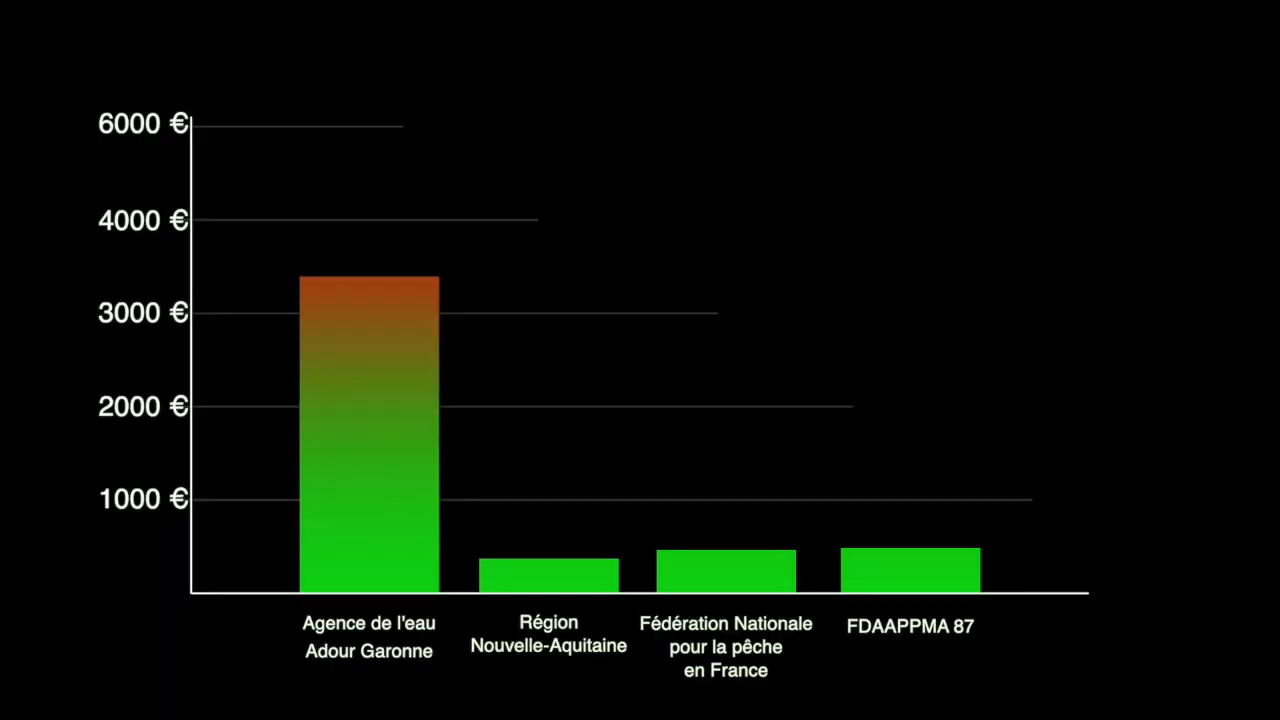 6000 €
4000 €
3000 €
2000 €
1000 €
Agence de l'eau
Adour Garonne
Région
Nouvelle-Aquitaine
Fédération Nationale
pour la pêche
en France
FDAAPPMA 87